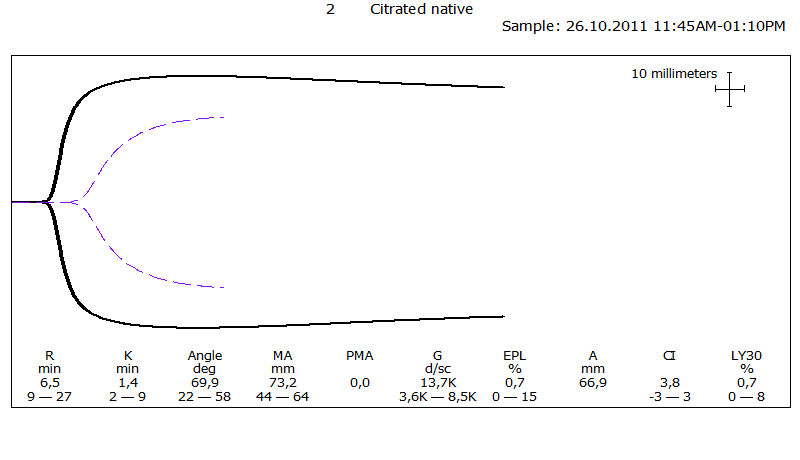 2 Citrated native
Sample: 26.10.2011 11:45AM-01:10PM
10 millimeters
R K Angle MA PMA G EPL A CI LY30
min min deg mm d/sc % mm %
6,5 1,4 69,9 73,2 0,0 13,7K 0,7 66,9 3,8 0,7
9 — 27 2 — 9 22 — 58 44 — 64 3,6K — 8,5K 0 — 15 -3 — 3 0 — 8